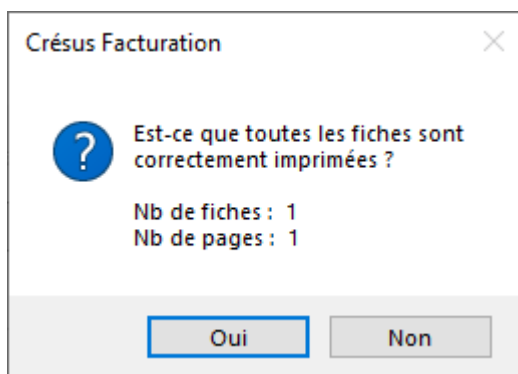 Crésus Facturation
Est-ce que toutes les fiches sont
correctement imprimées ?
Nb de fiches : 1
Nb de pages : 1
Oui
Non